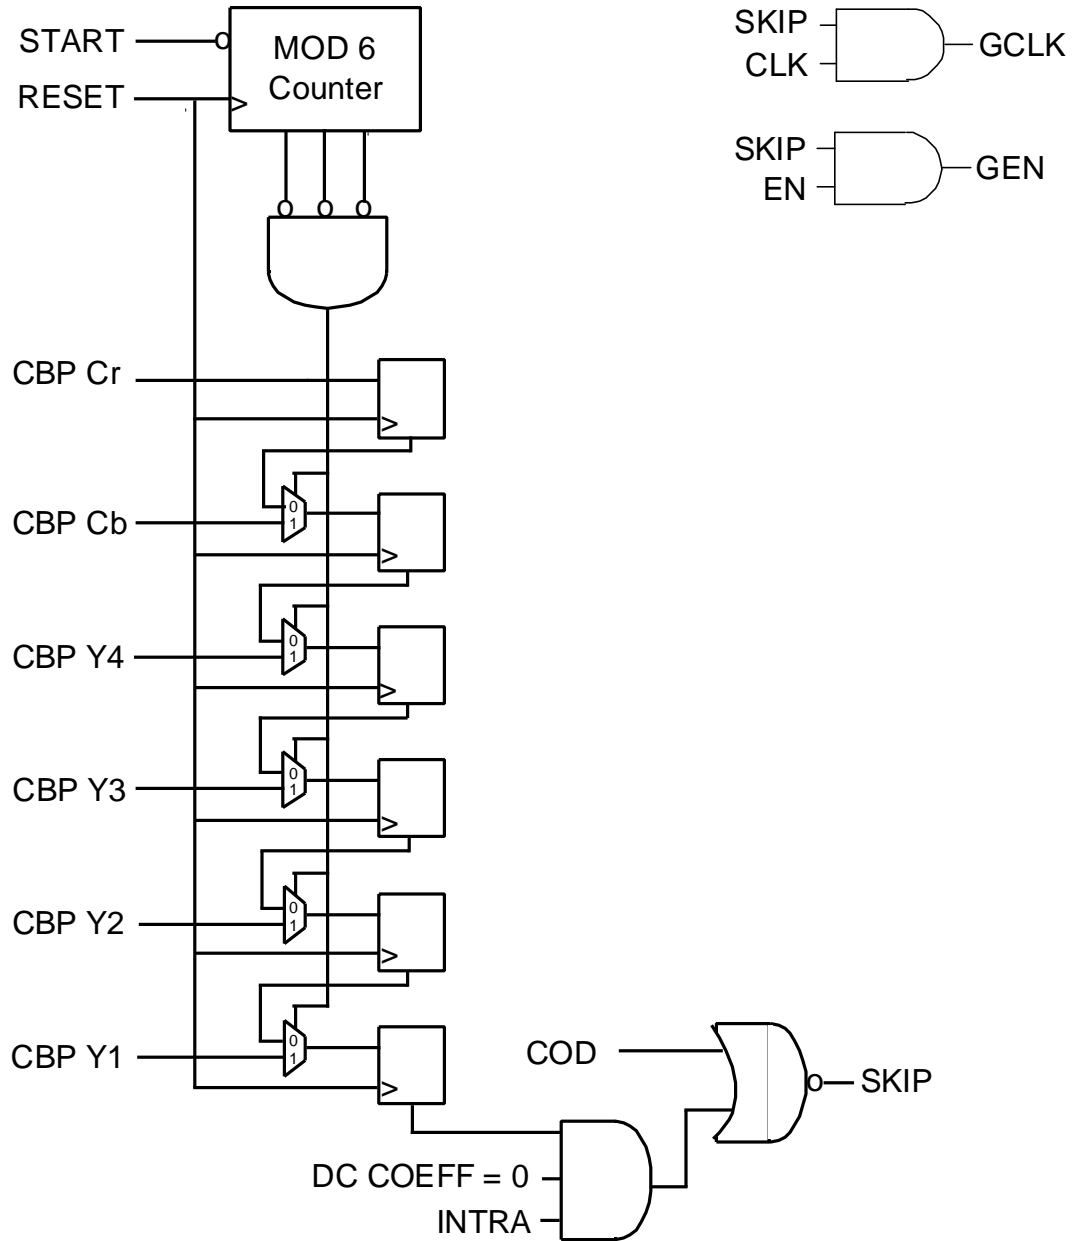 START
RESET
MOD 6
Counter
SKIP
CLK
GCLK
SKIP
EN
GEN
CBP Cr
0
1
CBP Cb
0
1
CBP Y4
0
1
CBP Y3
0
1
CBP Y2
0
1
CBP Y1
COD
SKIP
DC COEFF = 0
INTRA